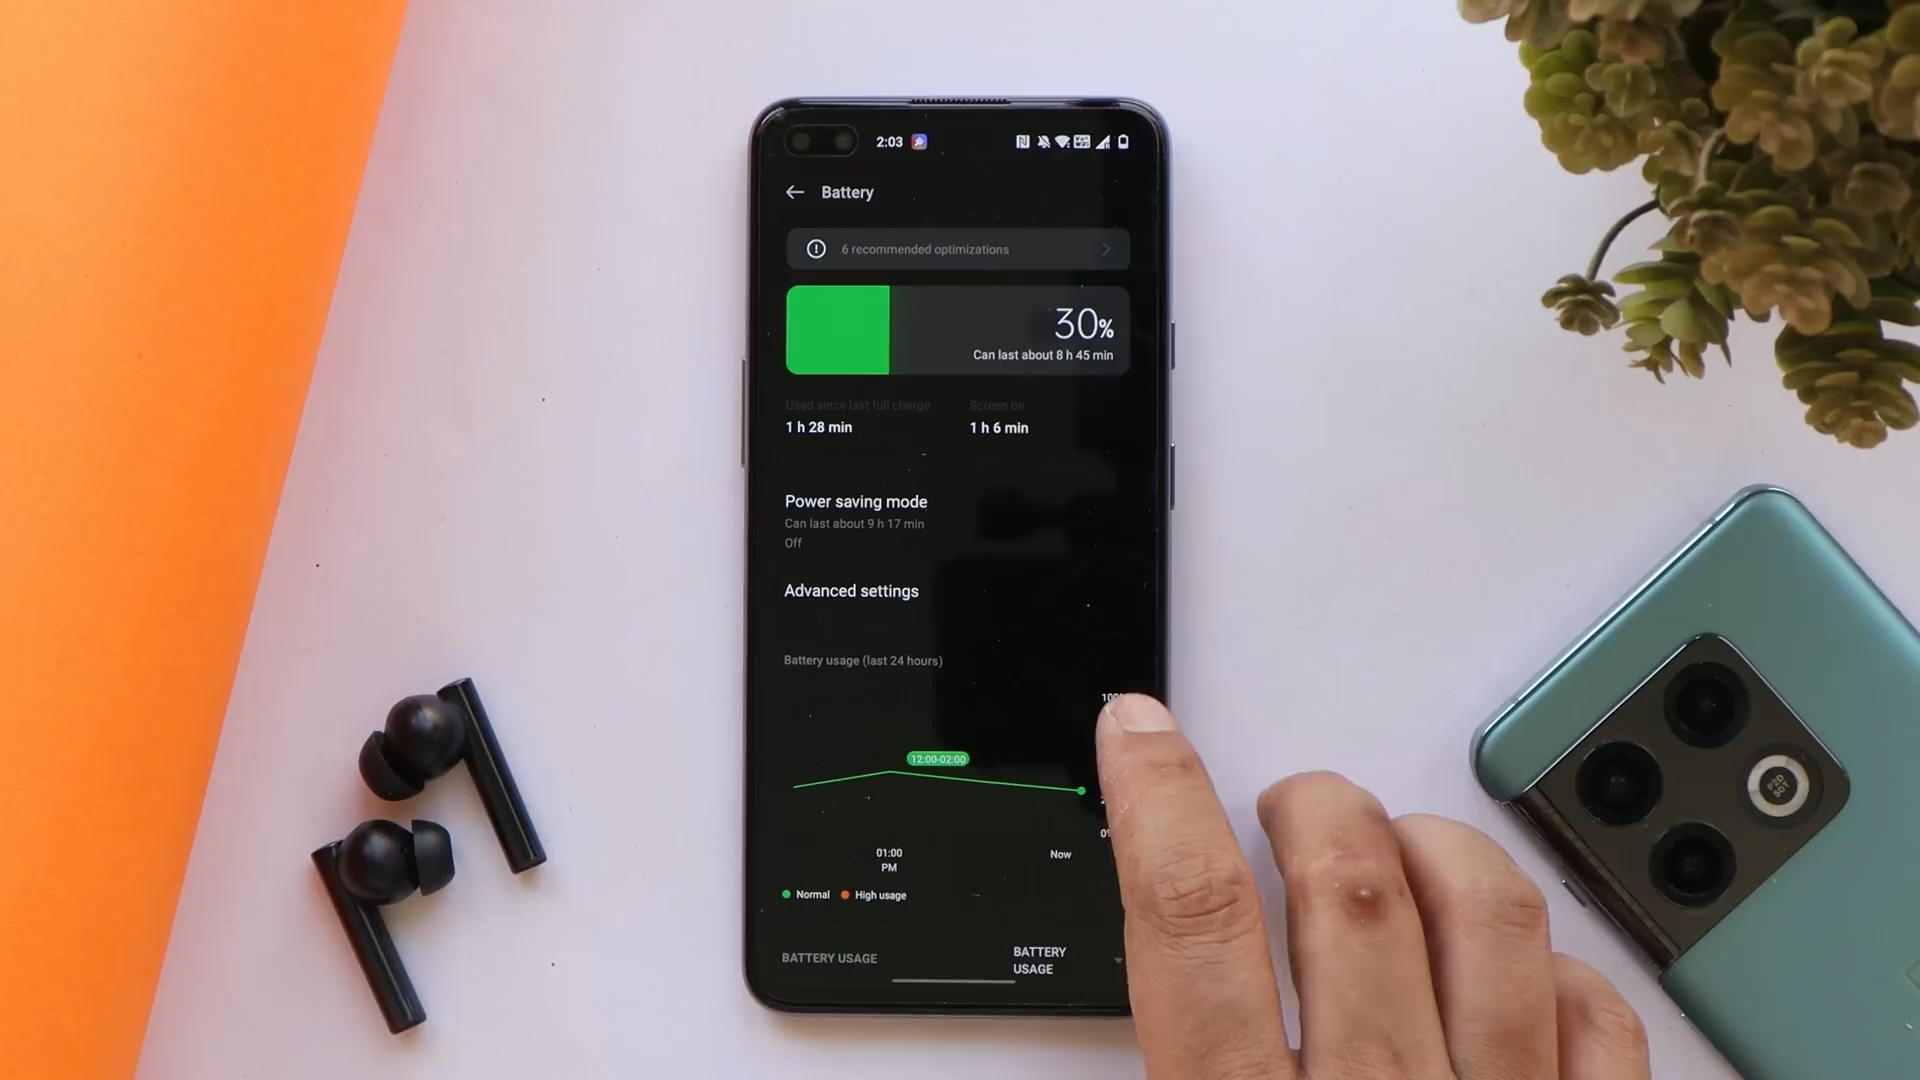 2:03
Battery
6 recommended optimizations
30%
Can last about 8 h 45 min
Used since last full charge
Screen on
1 h 28 min
1 h 6 min
Power saving mode
Can last about 9 h 17 min
Off
Advanced settings
Battery usage (last 24 hours)
12:00-02:00
01:00
PM
Now
Normal
High usage
BATTERY USAGE
BATTERY
USAGE
P2D
50T